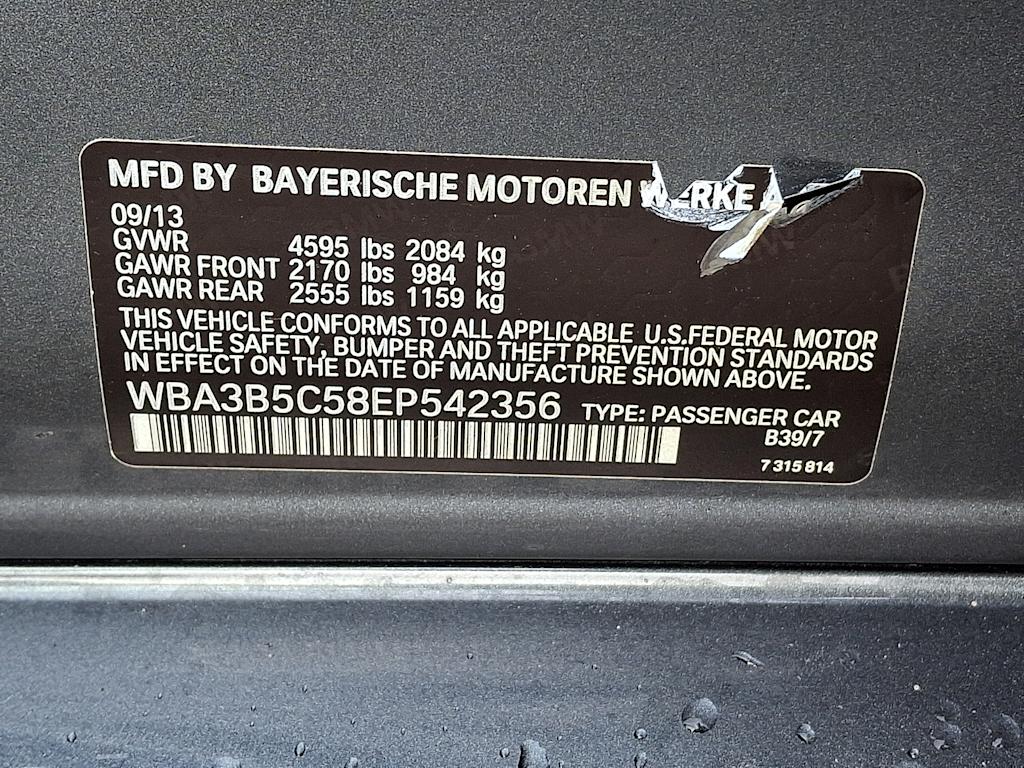 MFD BY BAYERISCHE MOTOREN WERKE A
09/13
GVWR 4595 lbs 2084 kg
GAWR FRONT 2170 lbs 984 kg
GAWR REAR 2555 lbs 1159 kg
THIS VEHICLE CONFORMS TO ALL APPLICABLE U.S.FEDERAL MOTOR
VEHICLE SAFETY, BUMPER AND THEFT PREVENTION STANDARDS
IN EFFECT ON THE DATE OF MANUFACTURE SHOWN ABOVE.
WBA3B5C58EP542356 TYPE: PASSENGER CAR
B39/7
7 315 814